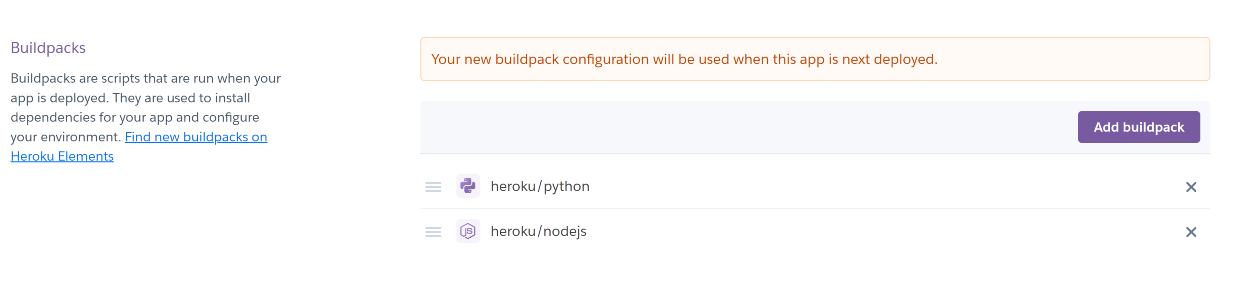 Buildpacks
Buildpacks are scripts that are run when your
app is deployed. They are used to install
dependencies for your app and configure
your environment. Find new buildpacks on
Heroku Elements
Your new buildpack configuration will be used when this app is next deployed.
Add buildpack
heroku/python
heroku/nodejs